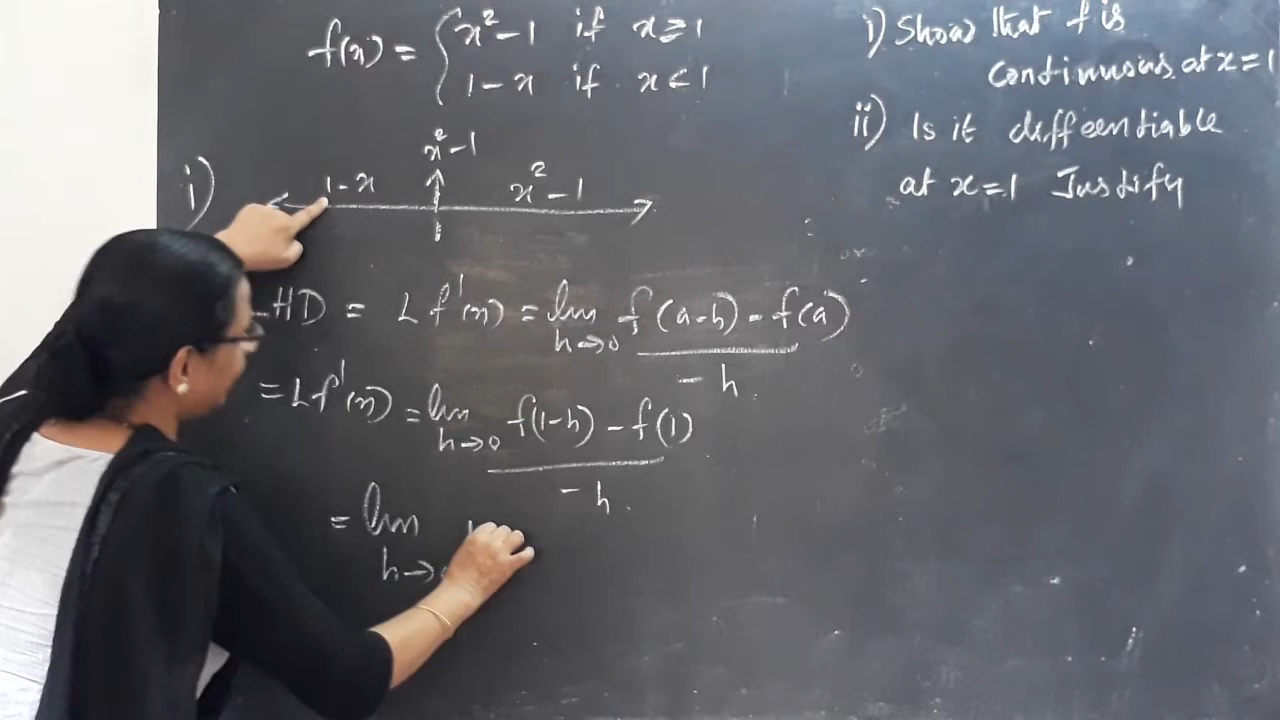 f(x) = { x² - 1 if x ≥ 1
1 - x if x < 1
i) Show that f is
continuous at x = 1
ii) Is it differentiable
at x = 1 Justify
i)
x² - 1
1 - x x² - 1
LHD = Lf'(x) = lim h→0 f(a-h) - f(a) / -h
= Lf'(x) = lim h→0 f(1-h) - f(1) / -h.
= lim h→0